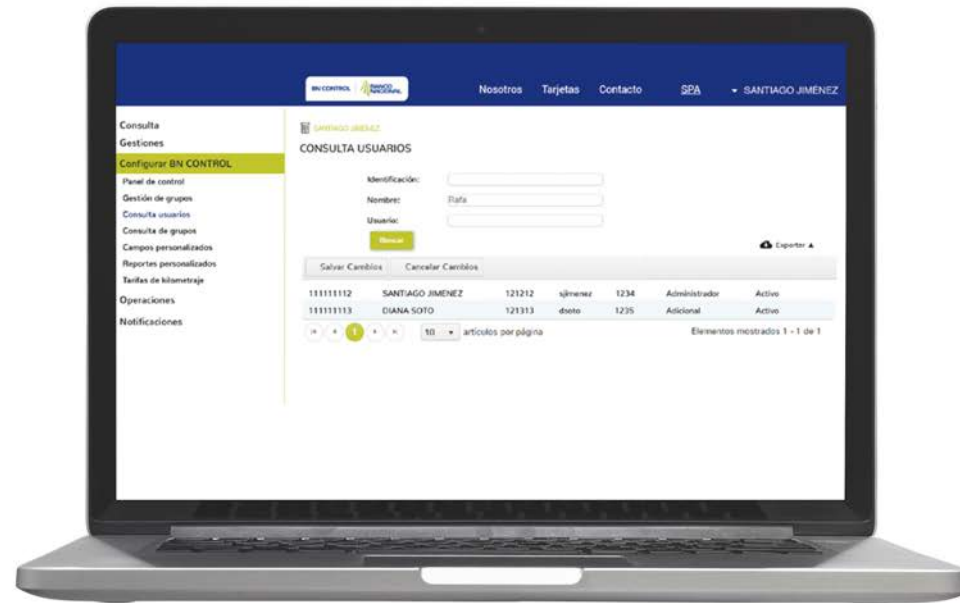 BN CONTROL BANCO NACIONAL Nosotros Tarjetas Contacto SPA SANTIAGO JIMÉNEZ
Consulta
Gestiones
Configurar BN CONTROL
Panel de control
Gestión de grupos
Consulta usuarios
Consulta de grupos
Campos personalizados
Reportes personalizados
Tarifas de kilometraje
Operaciones
Notificaciones
SANTIAGO JIMÉNEZ
CONSULTA USUARIOS
Identificación:
Nombre: Rafa
Usuario:
Buscar
Exportar
Salvar Cambios Cancelar Cambios
111111112 SANTIAGO JIMENEZ 121212 sjimenez 1234 Administrador Activo
111111113 DIANA SOTO 121313 dsoto 1235 Adicional Activo
1 10 artículos por página Elementos mostrados 1 - 1 de 1